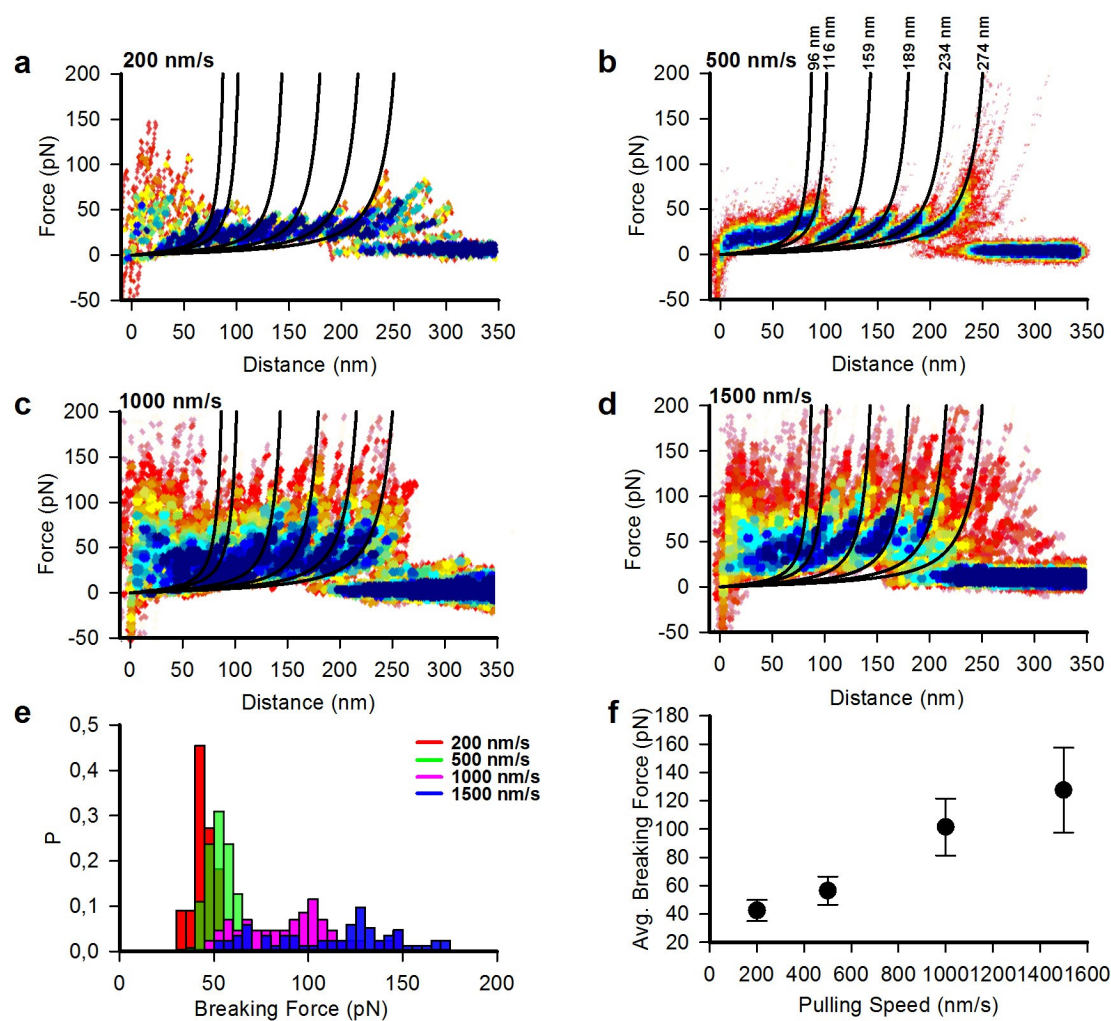 a
200 nm/s
200
150
100
50
0
-50
Force (pN)
0 50 100 150 200 250 300 350
Distance (nm)
b
500 nm/s
96 nm
116 nm
159 nm
189 nm
234 nm
274 nm
200
150
100
50
0
-50
Force (pN)
0 50 100 150 200 250 300 350
Distance (nm)
c
1000 nm/s
200
150
100
50
0
-50
Force (pN)
0 50 100 150 200 250 300 350
Distance (nm)
d
1500 nm/s
200
150
100
50
0
-50
Force (pN)
0 50 100 150 200 250 300 350
Distance (nm)
e
0,5
0,4
0,3
0,2
0,1
0,0
P
200 nm/s
500 nm/s
1000 nm/s
1500 nm/s
0 50 100 150 200
Breaking Force (pN)
f
180
160
140
120
100
80
60
40
20
Avg. Breaking Force (pN)
0 200 400 600 800 1000 1200 1400 1600
Pulling Speed (nm/s)